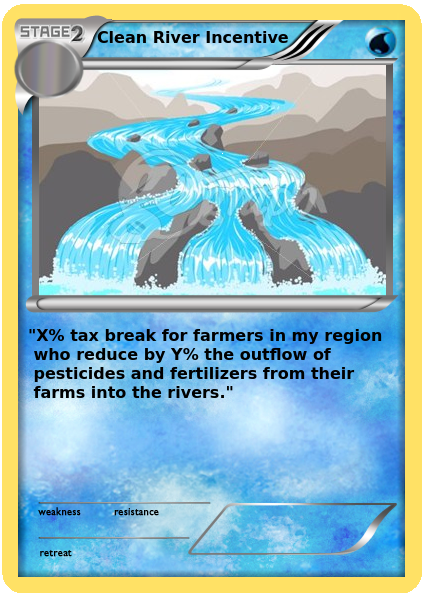 STAGE2 Clean River Incentive
"X% tax break for farmers in my region
who reduce by Y% the outflow of
pesticides and fertilizers from their
farms into the rivers."
weakness resistance
retreat